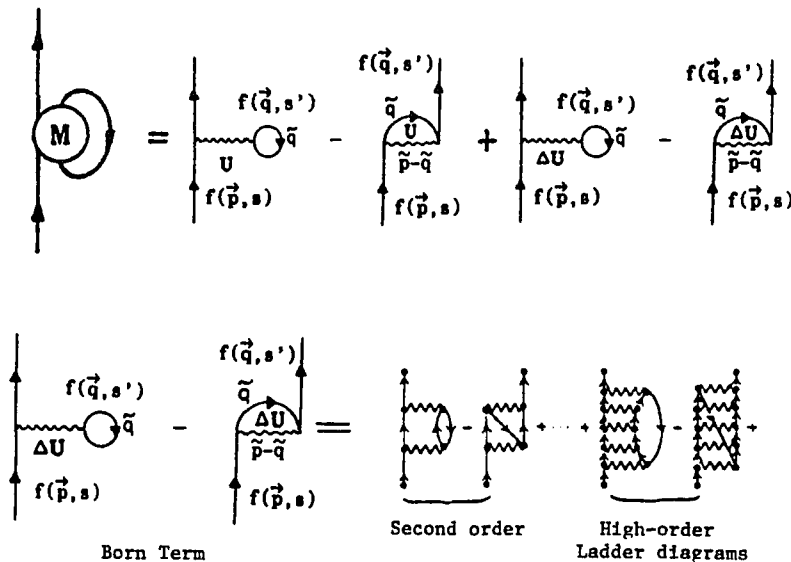 f(q⃗,s')
f(q⃗,s') q̃ f(q⃗,s') q̃
M = q̃ - U + q̃ - ΔU
U p̃-q̃ ΔU p̃-q̃
f(p⃗,s) f(p⃗,s) f(p⃗,s) f(p⃗,s)
f(q⃗,s')
f(q⃗,s') q̃
q̃ - ΔU = - + ··· + - +
ΔU p̃-q̃
f(p⃗,s) f(p⃗,s)
Second order High-order
Born Term Ladder diagrams